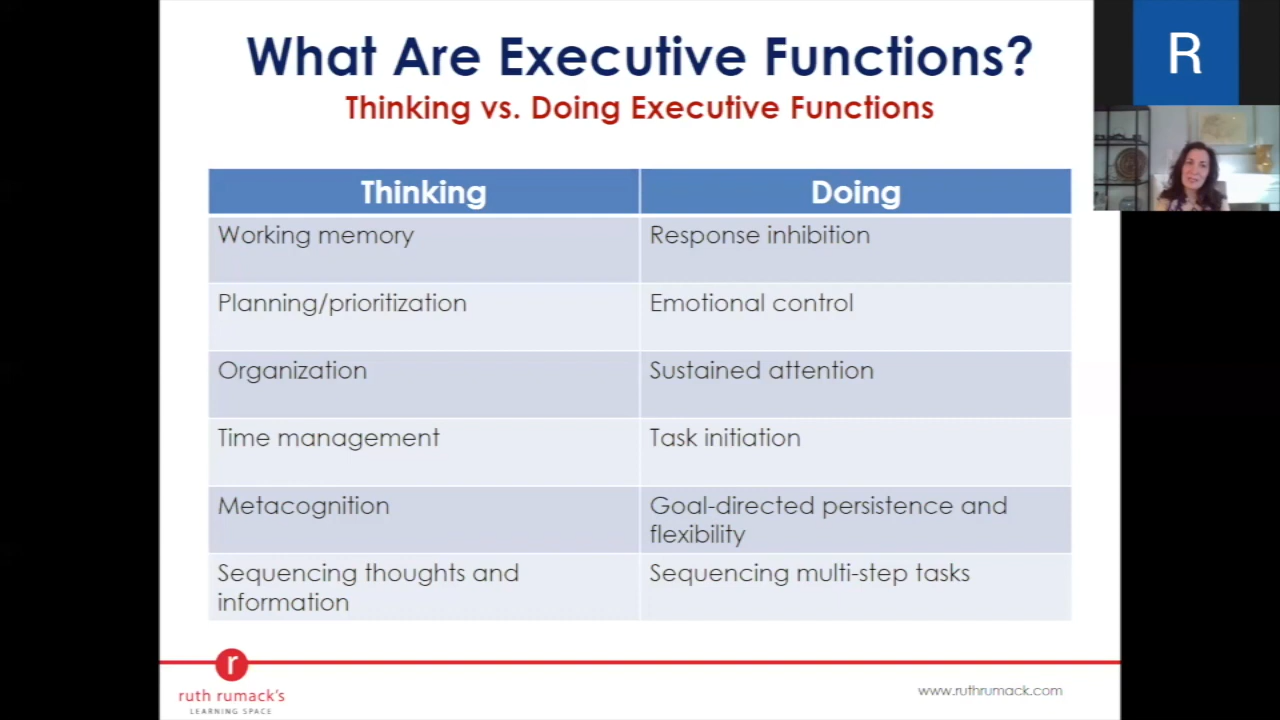 What Are Executive Functions?
Thinking vs. Doing Executive Functions
Thinking
Doing
Working memory
Response inhibition
Planning/prioritization
Emotional control
Organization
Sustained attention
Time management
Task initiation
Metacognition
Goal-directed persistence and
flexibility
Sequencing thoughts and
information
Sequencing multi-step tasks
r
ruth rumack's
LEARNING SPACE
www.ruthrumack.com
R